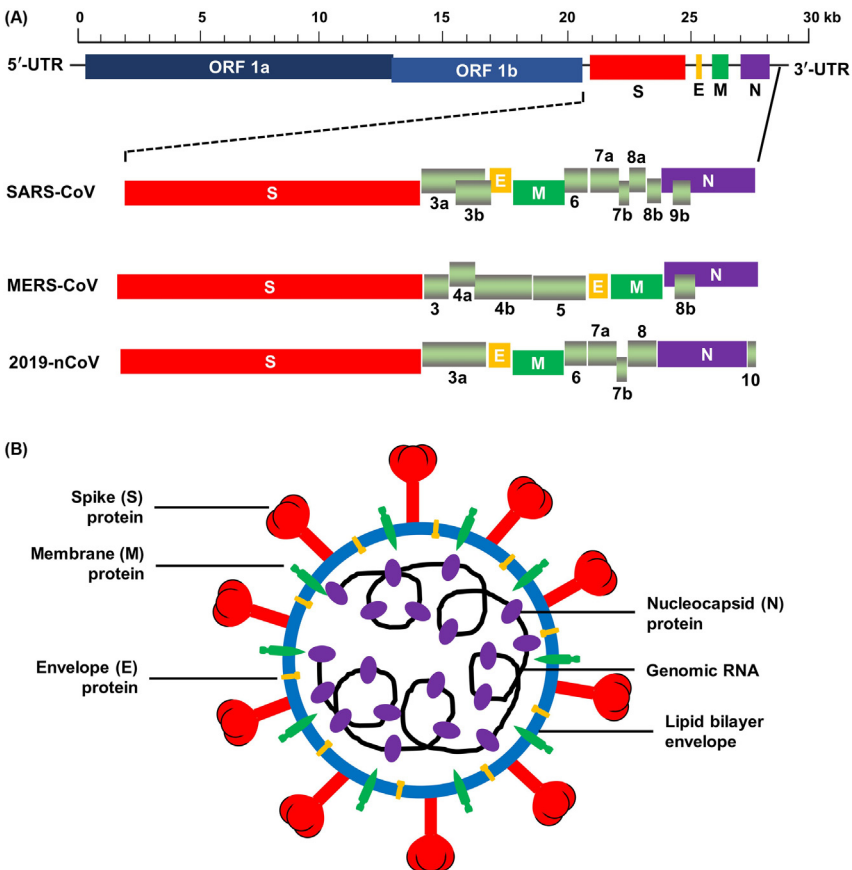 (A)
0 5 10 15 20 25 30 kb
5′-UTR ORF 1a ORF 1b S E M N 3′-UTR
SARS-CoV S 3a 3b E M 6 7a 7b 8a 8b 9b N
MERS-CoV S 3 4a 4b 5 E M 8b N
2019-nCoV S 3a E M 6 7a 7b 8 N 10
(B)
Spike (S)
protein
Membrane (M)
protein
Envelope (E)
protein
Nucleocapsid (N)
protein
Genomic RNA
Lipid bilayer
envelope